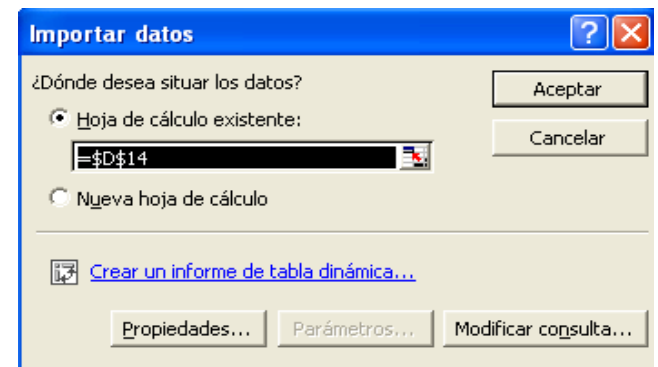 Importar datos
¿Dónde desea situar los datos?
Aceptar
Hoja de cálculo existente:
Cancelar
=$D$14
Nueva hoja de cálculo
Crear un informe de tabla dinámica...
Propiedades... Parámetros... Modificar consulta...